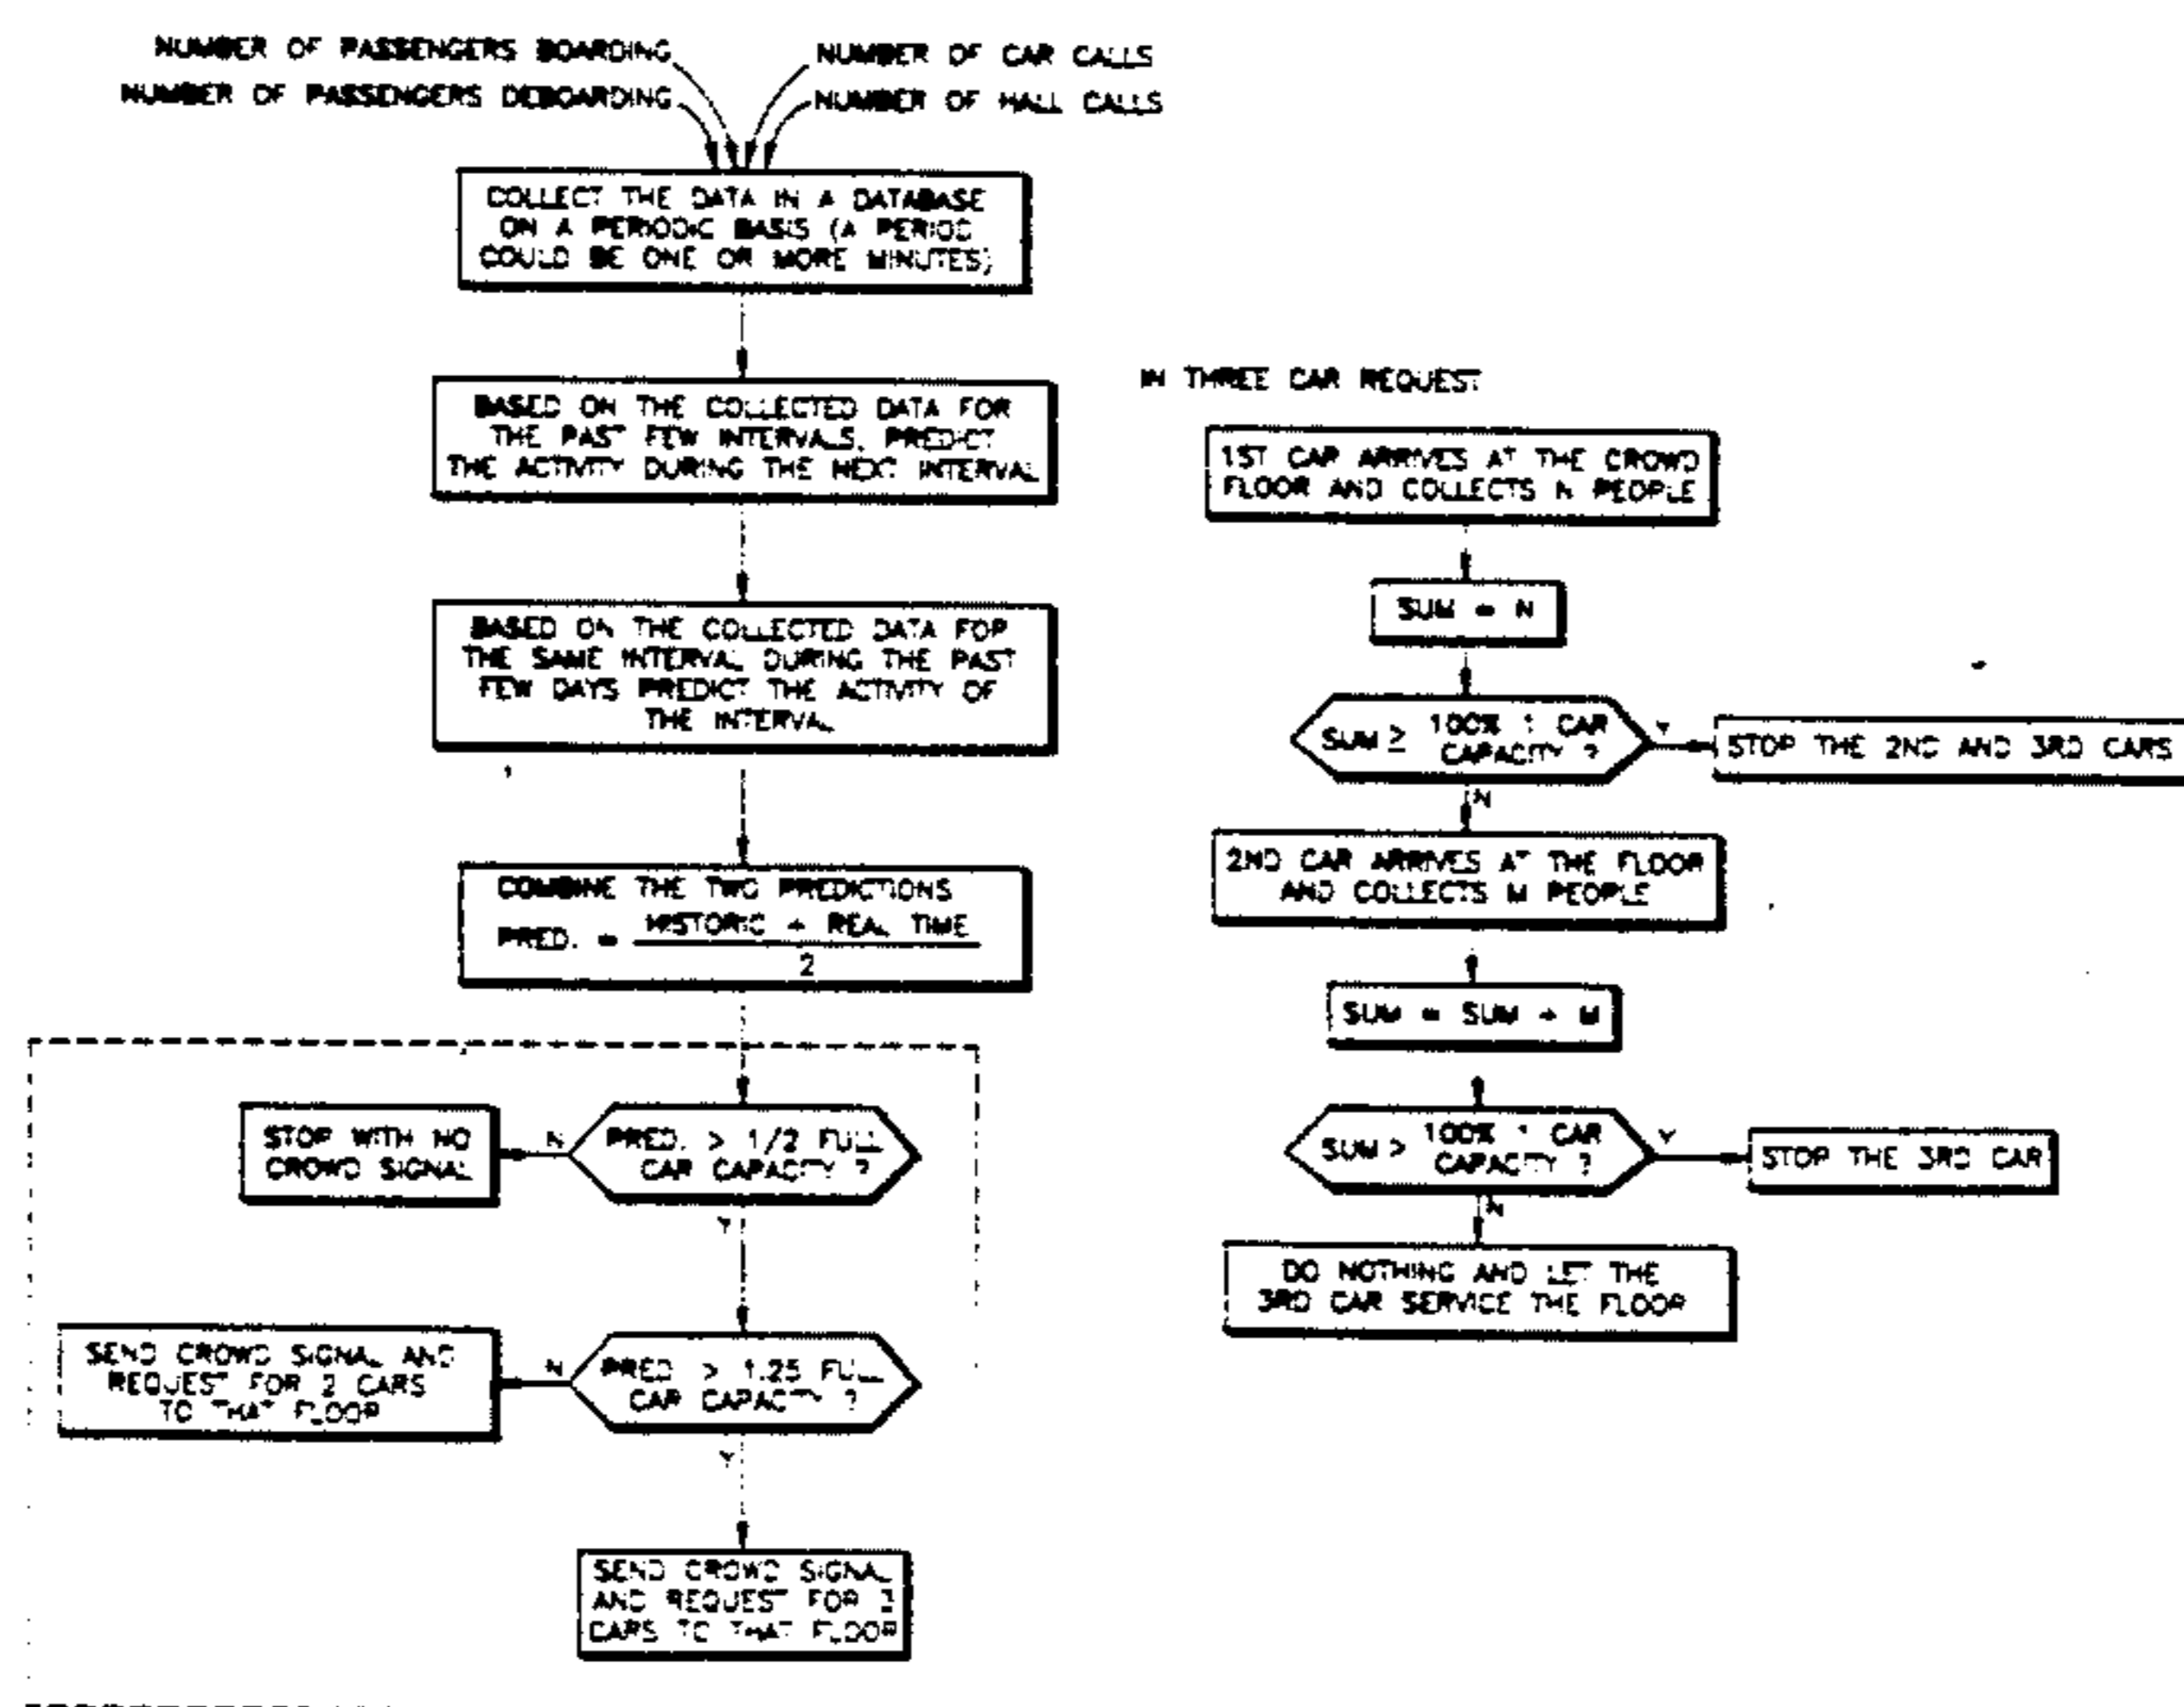 NUMBER OF PASSENGERS BOARDING
NUMBER OF PASSENGERS DEBOARDING
NUMBER OF CAR CALLS
NUMBER OF HALL CALLS
COLLECT THE DATA IN A DATABASE
ON A PERIODIC BASIS (A PERIOD
COULD BE ONE OR MORE MINUTES)
BASED ON THE COLLECTED DATA FOR
THE PAST FEW INTERVALS, PREDICT
THE ACTIVITY DURING THE NEXT INTERVAL
BASED ON THE COLLECTED DATA FOR
THE SAME INTERVAL DURING THE PAST
FEW DAYS PREDICT THE ACTIVITY OF
THE INTERVAL
COMBINE THE TWO PREDICTIONS
PRED. = HISTORIC + REAL TIME
2
PRED. > 1/2 FULL
CAR CAPACITY ?
N
STOP WITH NO
CROWD SIGNAL
Y
PRED > 1.25 FULL
CAR CAPACITY ?
N
SEND CROWD SIGNAL AND
REQUEST FOR 2 CARS
TO THAT FLOOR
Y
SEND CROWD SIGNAL
AND REQUEST FOR 3
CARS TO THAT FLOOR
IN THREE CAR REQUEST
1ST CAR ARRIVES AT THE CROWD
FLOOR AND COLLECTS N PEOPLE
SUM = N
SUM ≥ 100% 1 CAR
CAPACITY ?
Y
STOP THE 2ND AND 3RD CARS
N
2ND CAR ARRIVES AT THE FLOOR
AND COLLECTS M PEOPLE
SUM = SUM + M
SUM > 100% 1 CAR
CAPACITY ?
Y
STOP THE 3RD CAR
N
DO NOTHING AND LET THE
3RD CAR SERVICE THE FLOOR